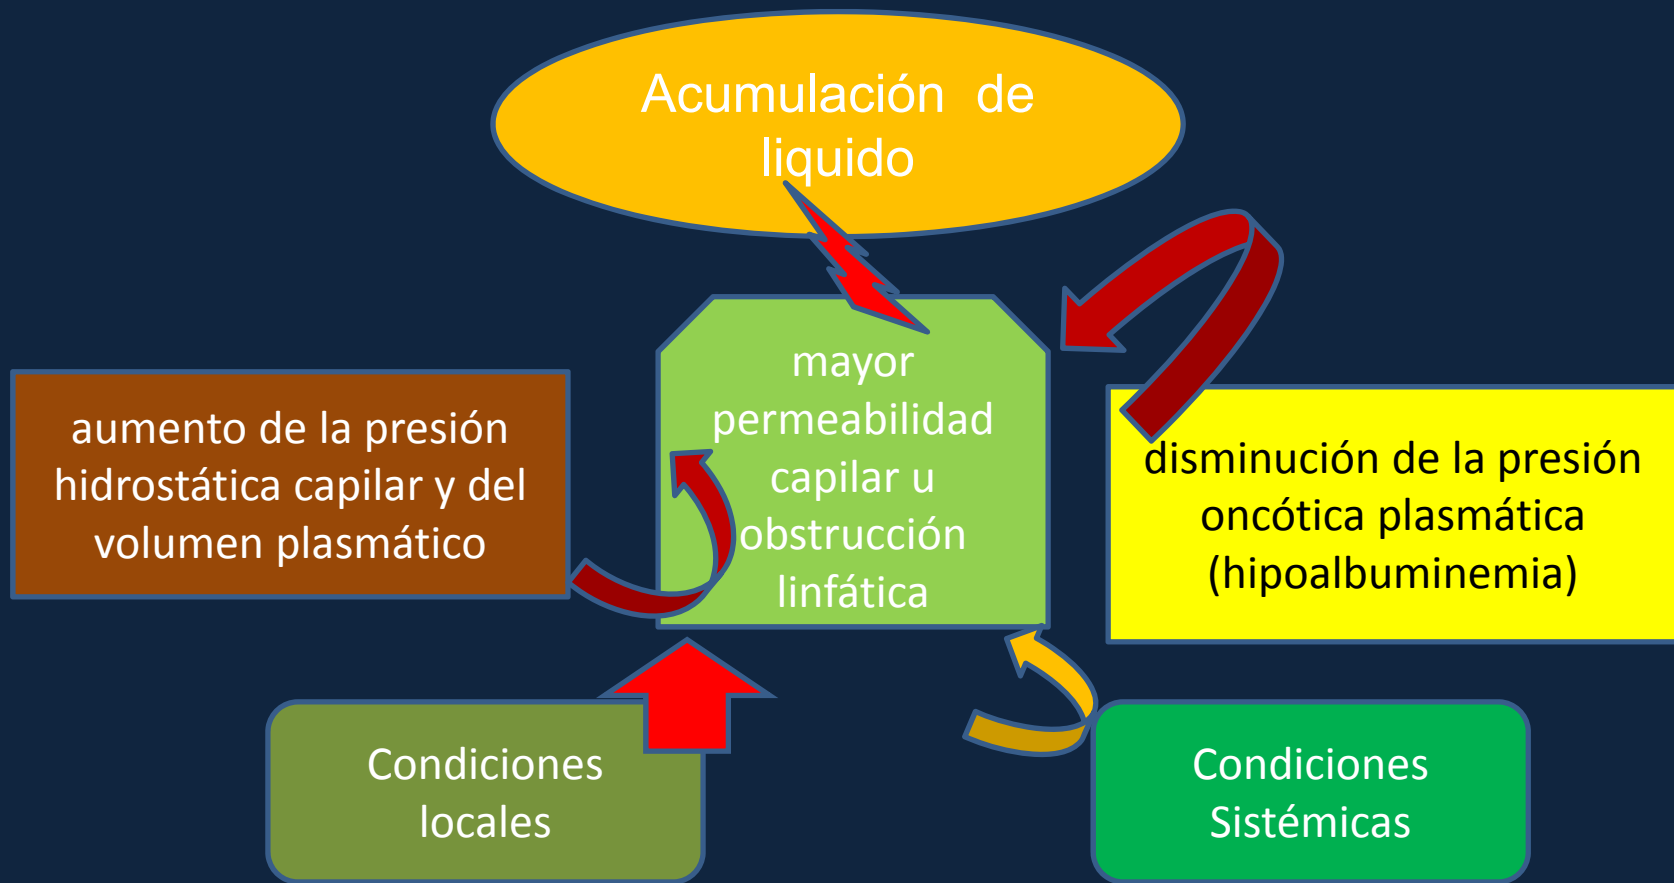 Acumulación de
liquido
aumento de la presión
hidrostática capilar y del
volumen plasmático
mayor
permeabilidad
capilar u
obstrucción
linfática
disminución de la presión
oncótica plasmática
(hipoalbuminemia)
Condiciones
locales
Condiciones
Sistémicas